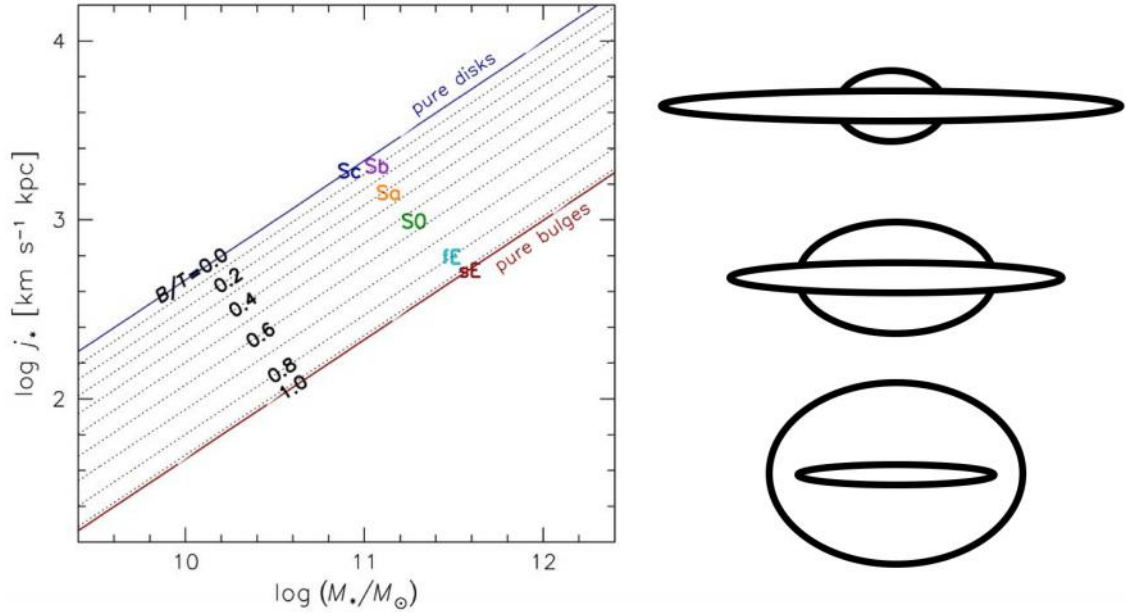 4
3
2
log j⋆ [km s⁻¹ kpc]
pure disks
Sc
Sb
Sa
S0
fE
sE
pure bulges
B/T=0.0
0.2
0.4
0.6
0.8
1.0
10
11
12
log (M⋆/M☉)